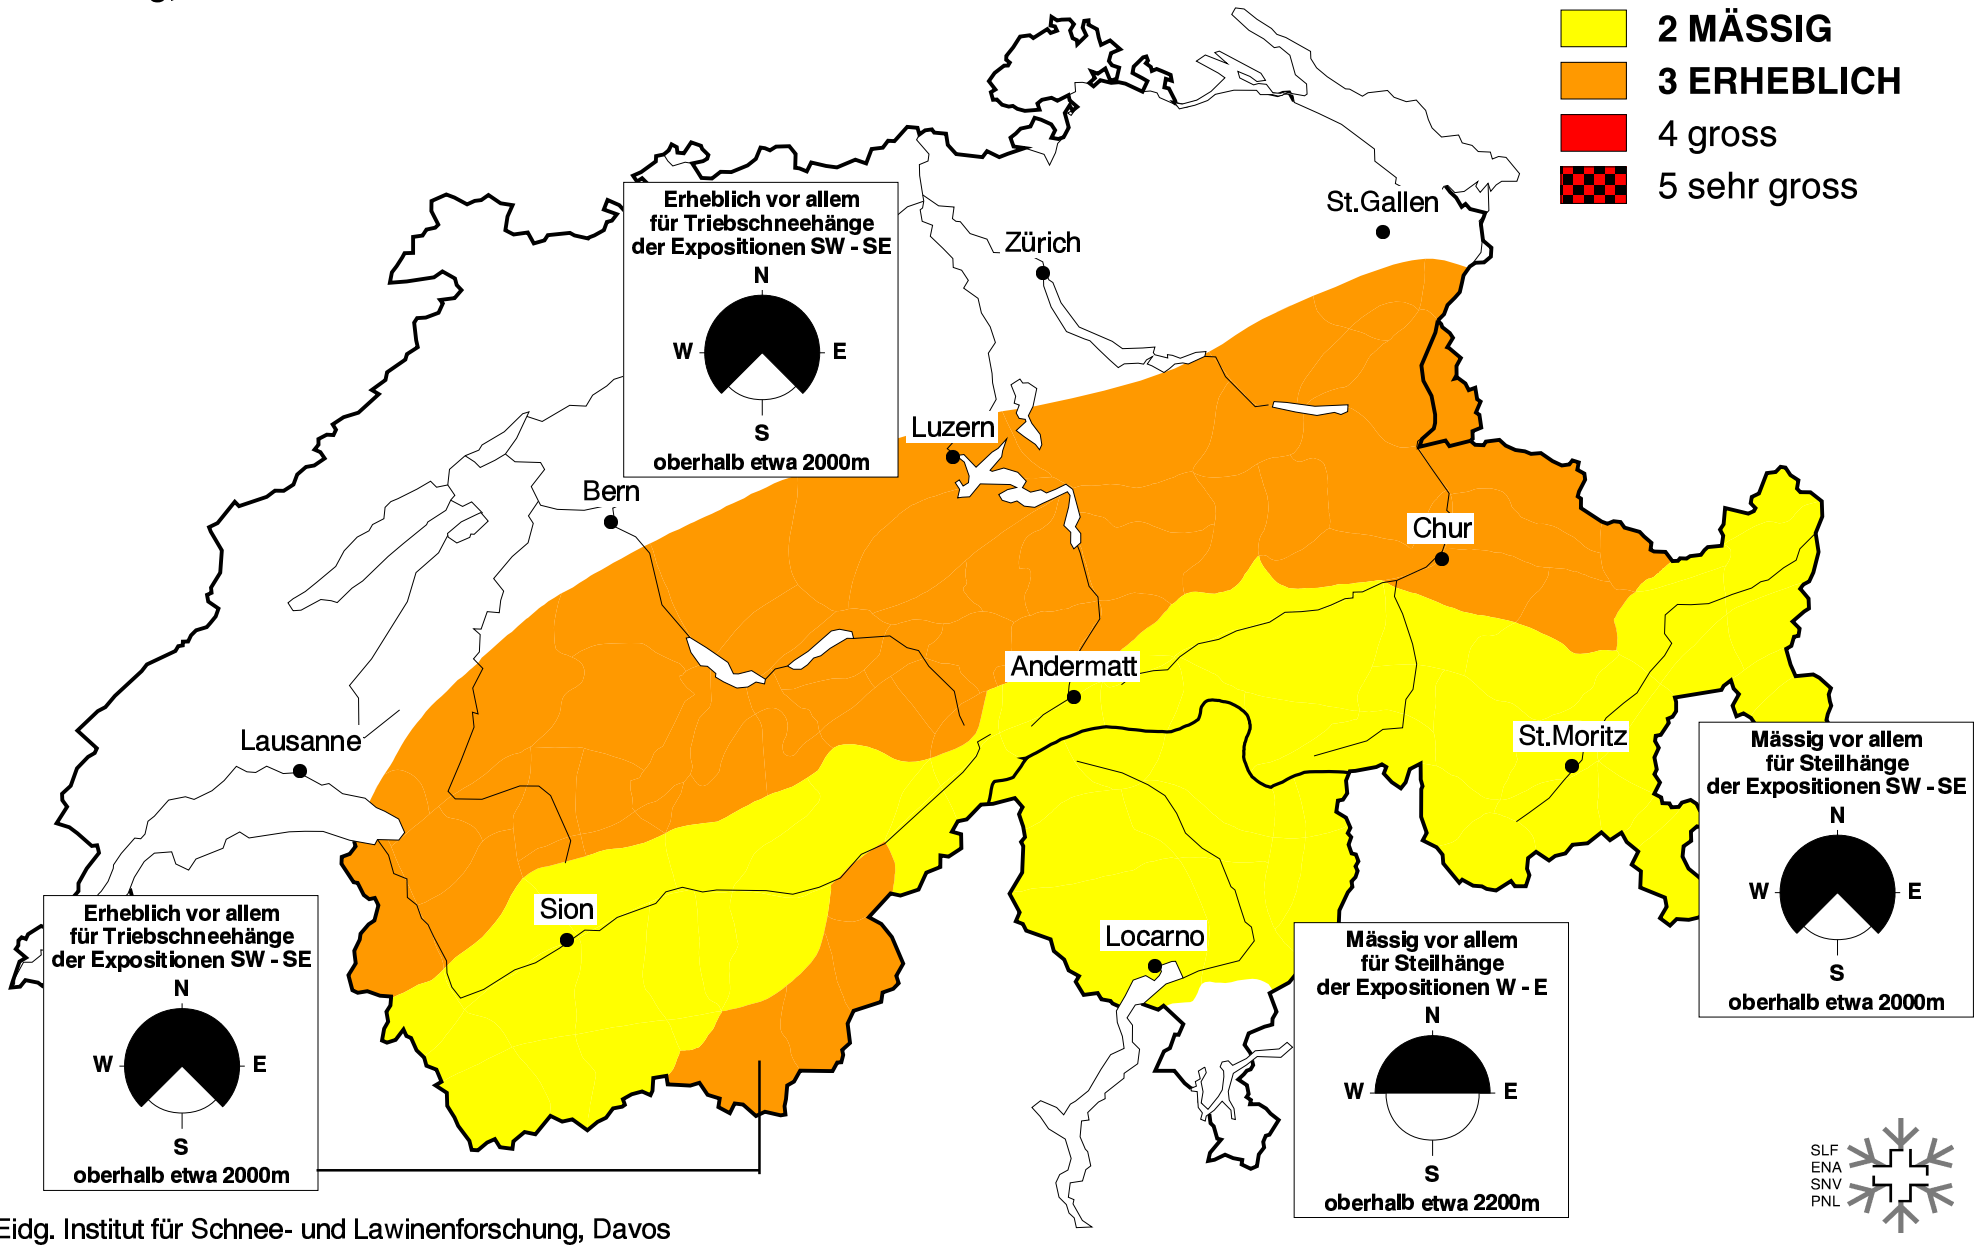 2 MÄSSIG
3 ERHEBLICH
4 gross
5 sehr gross
Erheblich vor allem
für Triebschneehänge
der Expositionen SW - SE
N
W
E
S
oberhalb etwa 2000m
St.Gallen
Zürich
Luzern
Bern
Chur
Andermatt
Lausanne
St.Moritz
Sion
Locarno
Mässig vor allem
für Steilhänge
der Expositionen SW - SE
N
W
E
S
oberhalb etwa 2000m
Erheblich vor allem
für Triebschneehänge
der Expositionen SW - SE
N
W
E
S
oberhalb etwa 2000m
Mässig vor allem
für Steilhänge
der Expositionen W - E
N
W
E
S
oberhalb etwa 2200m
SLF
ENA
SNV
PNL
Eidg. Institut für Schnee- und Lawinenforschung, Davos